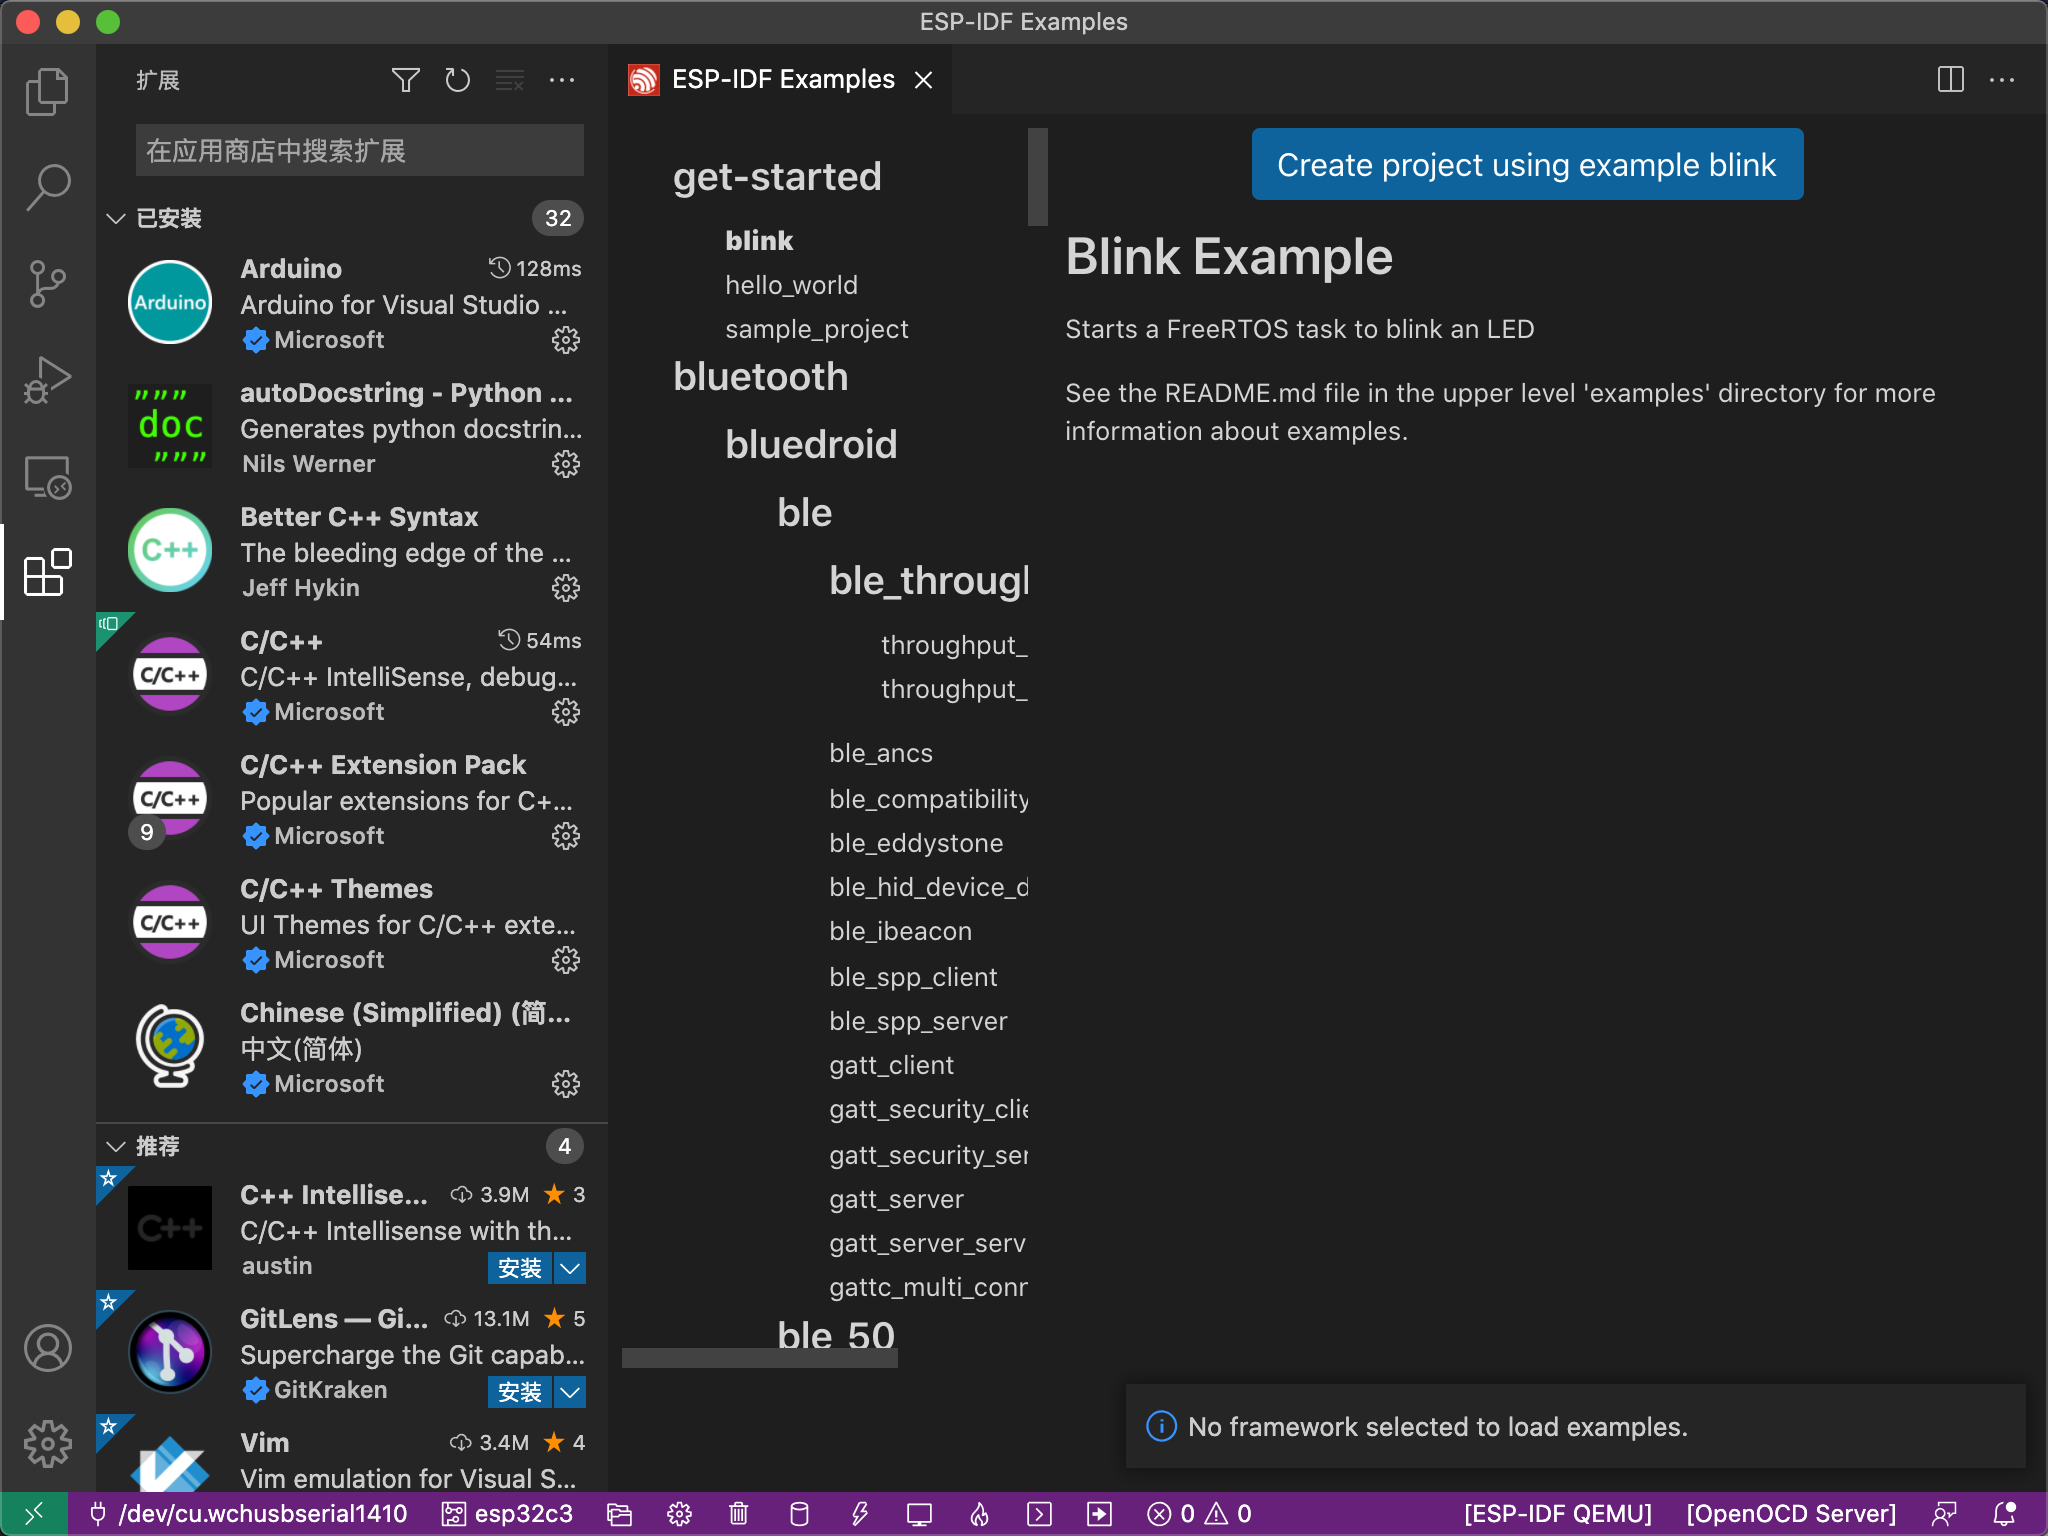 ESP-IDF Examples
扩展
在应用商店中搜索扩展
已安装
32
Arduino
Arduino
128ms
Arduino for Visual Studio ...
Microsoft
"""
doc
"""
autoDocstring - Python ...
Generates python docstrin...
Nils Werner
C++
Better C++ Syntax
The bleeding edge of the ...
Jeff Hykin
C/C++
C/C++
54ms
C/C++ IntelliSense, debug...
Microsoft
C/C++
9
C/C++ Extension Pack
Popular extensions for C+...
Microsoft
C/C++
C/C++ Themes
UI Themes for C/C++ exte...
Microsoft
Chinese (Simplified) (简...
中文(简体)
Microsoft
推荐
4
C++
C++ Intellise...
3.9M
3
C/C++ Intellisense with th...
austin
安装
GitLens — Gi...
13.1M
5
Supercharge the Git capab...
GitKraken
安装
Vim
3.4M
4
Vim emulation for Visual S...
ESP-IDF Examples
get-started
blink
hello_world
sample_project
bluetooth
bluedroid
ble
ble_through
throughput_
throughput_
ble_ancs
ble_compatibility
ble_eddystone
ble_hid_device_d
ble_ibeacon
ble_spp_client
ble_spp_server
gatt_client
gatt_security_clie
gatt_security_ser
gatt_server
gatt_server_serv
gattc_multi_conn
ble_50
Create project using example blink
Blink Example
Starts a FreeRTOS task to blink an LED
See the README.md file in the upper level 'examples' directory for more
information about examples.
No framework selected to load examples.
/dev/cu.wchusbserial1410
esp32c3
0
0
[ESP-IDF QEMU]
[OpenOCD Server]